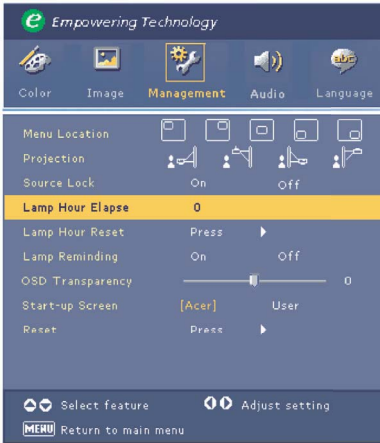 e Empowering Technology
Color Image Management Audio Language
Menu Location
Projection
Source Lock On Off
Lamp Hour Elapse 0
Lamp Hour Reset Press
Lamp Reminding On Off
OSD Transparency 0
Start-up Screen [Acer] User
Reset Press
Select feature Adjust setting
MENU Return to main menu